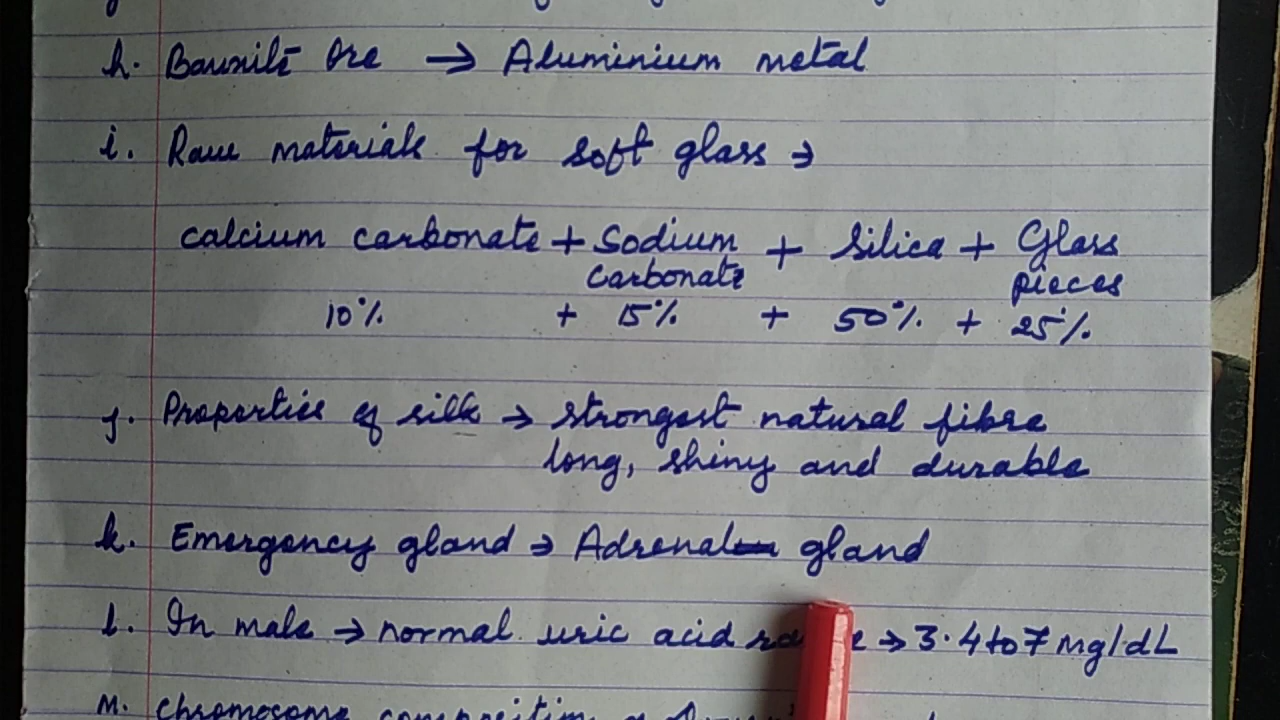 h. Bauxite Ore → Aluminium metal
i. Raw materials for soft glass →
calcium carbonate + Sodium carbonate + Silica + Glass pieces
10% + 15% + 50% + 25%
j. Properties of silk → strongest natural fibre
long, shiny and durable
k. Emergency gland → Adrenal gland
l. In male → normal uric acid → 3.4 to 7 mg/dL
m. Chromosome composition